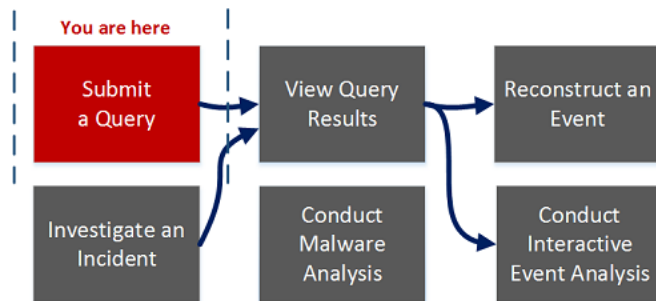 You are here
Submit
a Query
View Query
Results
Reconstruct an
Event
Investigate an
Incident
Conduct
Malware
Analysis
Conduct
Interactive
Event Analysis